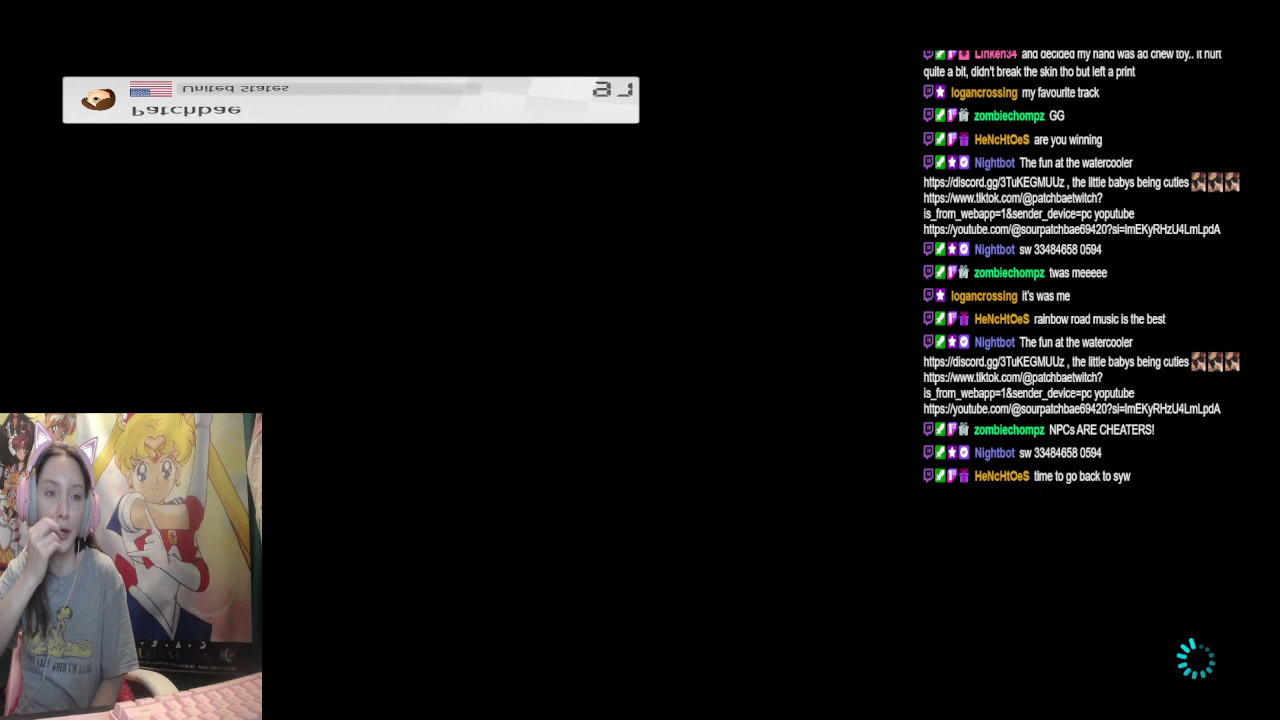 United States
Patchbae
Linken34 and decided my hand was ad chew toy.. it hurt
quite a bit, didn't break the skin tho but left a print
logancrossing my favourite track
zombiechompz GG
HeNcHtOeS are you winning
Nightbot The fun at the watercooler
https://discord.gg/3TuKEGMUUz , the little babys being cuties
https://www.tiktok.com/@patchbaetwitch?
is_from_webapp=1&sender_device=pc yoputube
https://youtube.com/@sourpatchbae69420?si=lmEKyRHzU4LmLpdA
Nightbot sw 33484658 0594
zombiechompz twas meeeee
logancrossing it's was me
HeNcHtOeS rainbow road music is the best
Nightbot The fun at the watercooler
https://discord.gg/3TuKEGMUUz , the little babys being cuties
https://www.tiktok.com/@patchbaetwitch?
is_from_webapp=1&sender_device=pc yoputube
https://youtube.com/@sourpatchbae69420?si=lmEKyRHzU4LmLpdA
zombiechompz NPCs ARE CHEATERS!
Nightbot sw 33484658 0594
HeNcHtOeS time to go back to syw